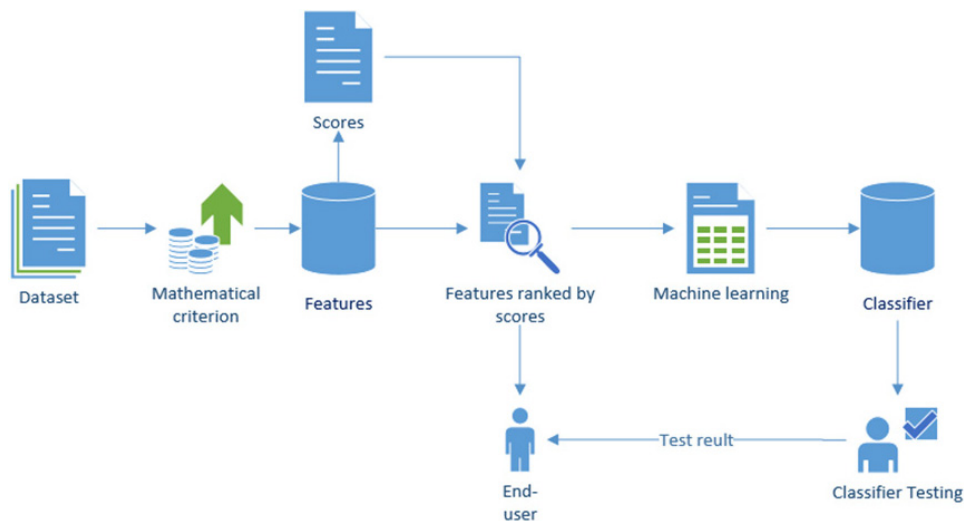 Scores
Dataset
Mathematical
criterion
Features
Features ranked by
scores
Machine learning
Classifier
Test reult
End-
user
Classifier Testing